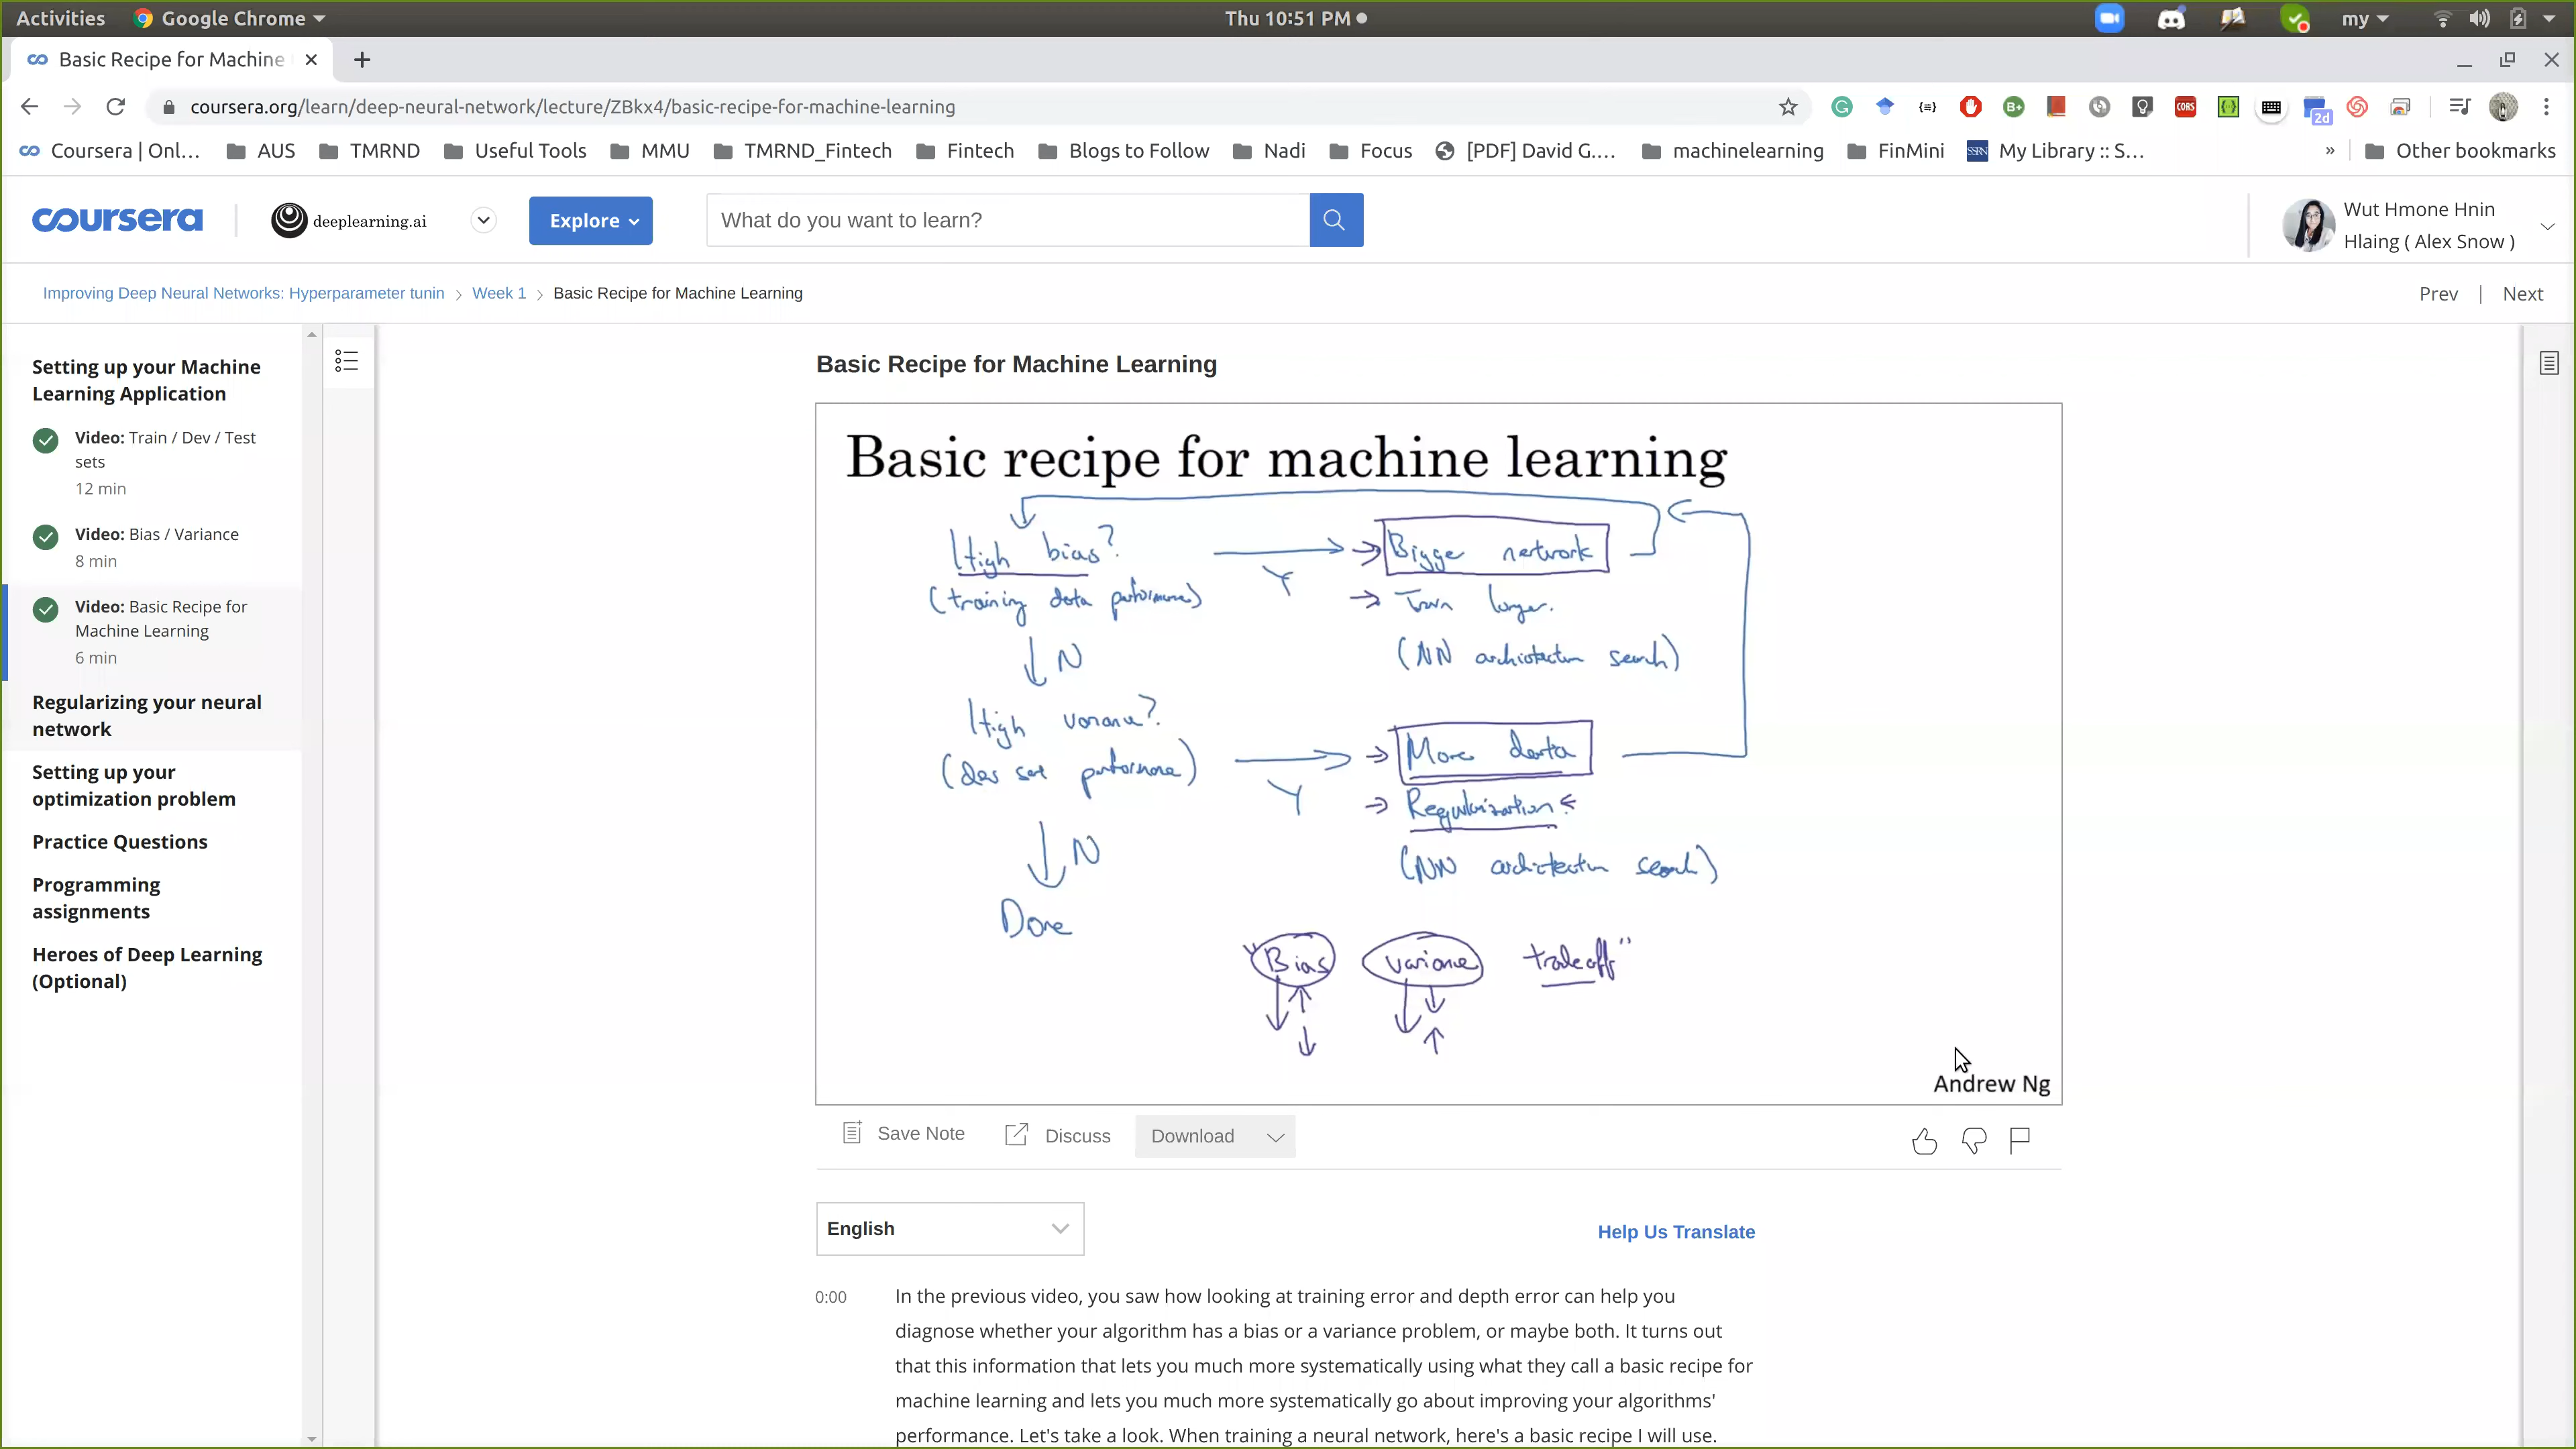 Activities Google Chrome Thu 10:51 PM my
Basic Recipe for Machine
coursera.org/learn/deep-neural-network/lecture/ZBkx4/basic-recipe-for-machine-learning
B+ CORS 2d
Coursera | Onl... AUS TMRND Useful Tools MMU TMRND_Fintech Fintech Blogs to Follow Nadi Focus [PDF] David G.... machinelearning FinMini SSRN My Library :: S... » Other bookmarks
coursera deeplearning.ai Explore What do you want to learn?
Wut Hmone Hnin
Hlaing ( Alex Snow )
Improving Deep Neural Networks: Hyperparameter tunin > Week 1 > Basic Recipe for Machine Learning Prev | Next
Setting up your Machine
Learning Application
Video: Train / Dev / Test
sets
12 min
Video: Bias / Variance
8 min
Video: Basic Recipe for
Machine Learning
6 min
Regularizing your neural
network
Setting up your
optimization problem
Practice Questions
Programming
assignments
Heroes of Deep Learning
(Optional)
Basic Recipe for Machine Learning
Basic recipe for machine learning
High bias? Y Bigger network
(training data performance) Train longer.
N (NN architecture search)
High variance? More data
(dev set performance) Y Regularization
N (NN architecture search)
Done
"Bias variance tradeoff"
Andrew Ng
Save Note Discuss Download
English Help Us Translate
0:00 In the previous video, you saw how looking at training error and depth error can help you
diagnose whether your algorithm has a bias or a variance problem, or maybe both. It turns out
that this information that lets you much more systematically using what they call a basic recipe for
machine learning and lets you much more systematically go about improving your algorithms'
performance. Let's take a look. When training a neural network, here's a basic recipe I will use.